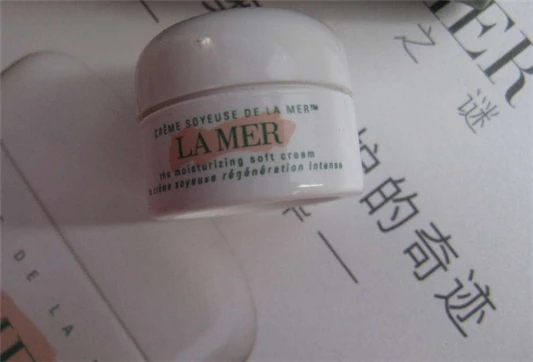 CRÈME SOYEUSE DE LA MER™
LA MER
the moisturizing soft cream
crème soyeuse régénération intense
ER
之
谜
的奇迹
DE LA